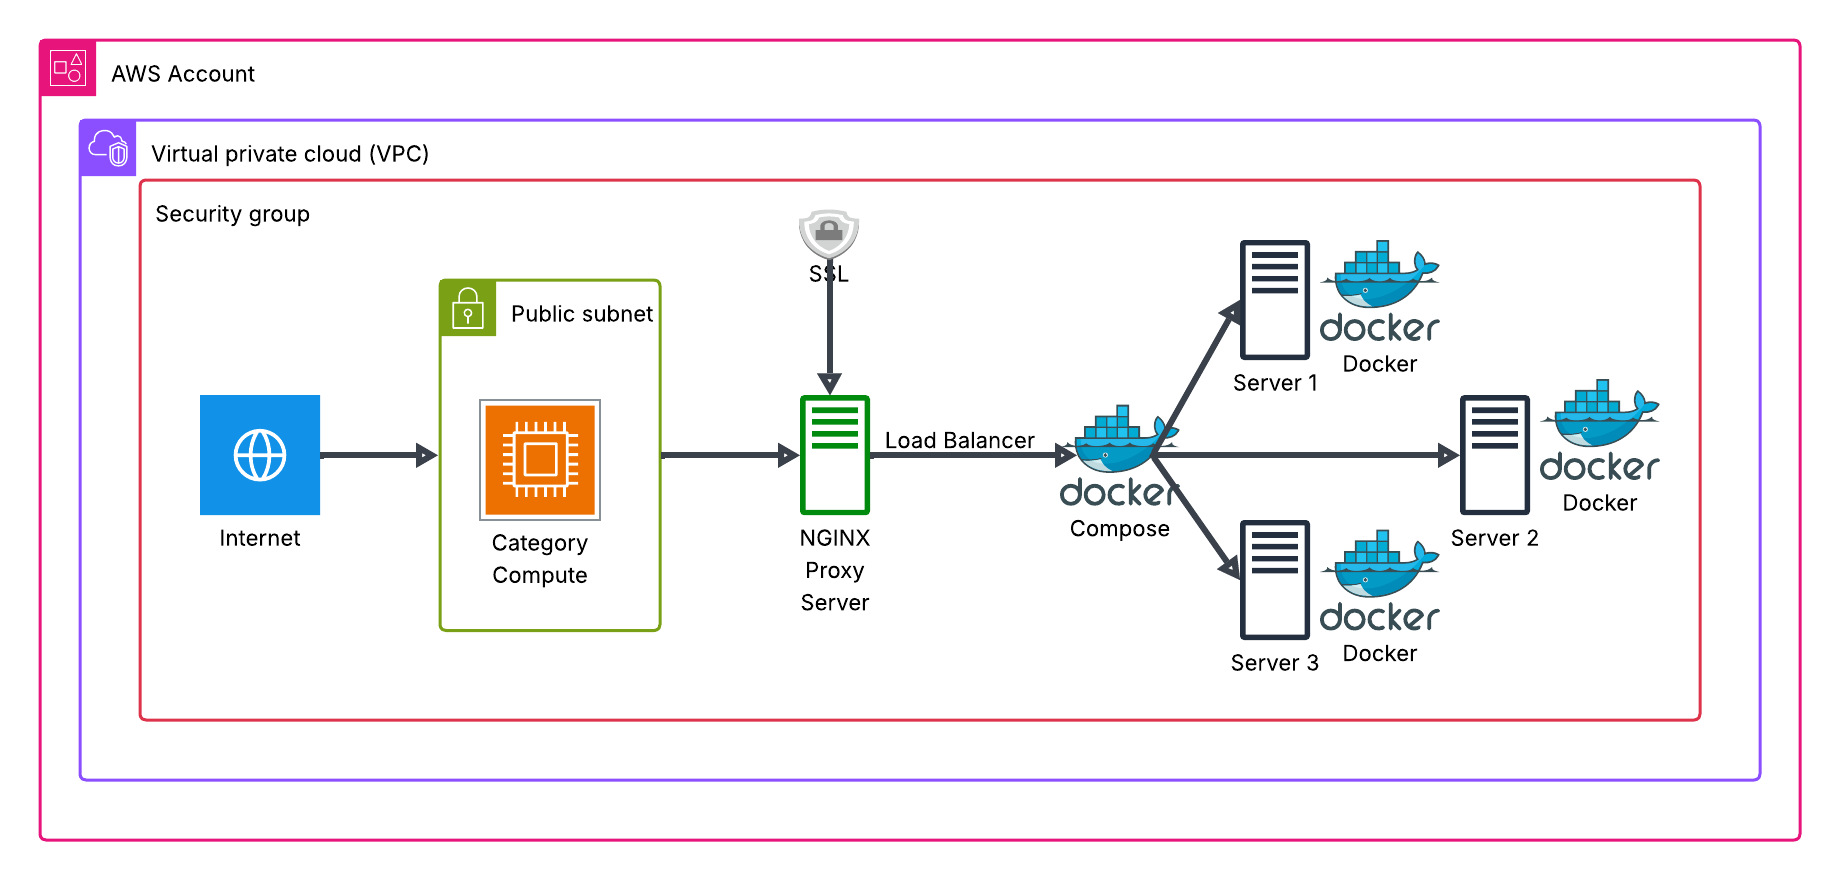 AWS Account
Virtual private cloud (VPC)
Security group
SSL
Public subnet
Internet
Category
Compute
NGINX
Proxy
Server
Load Balancer
docker
Compose
Server 1
docker
Docker
Server 2
docker
Docker
Server 3
docker
Docker